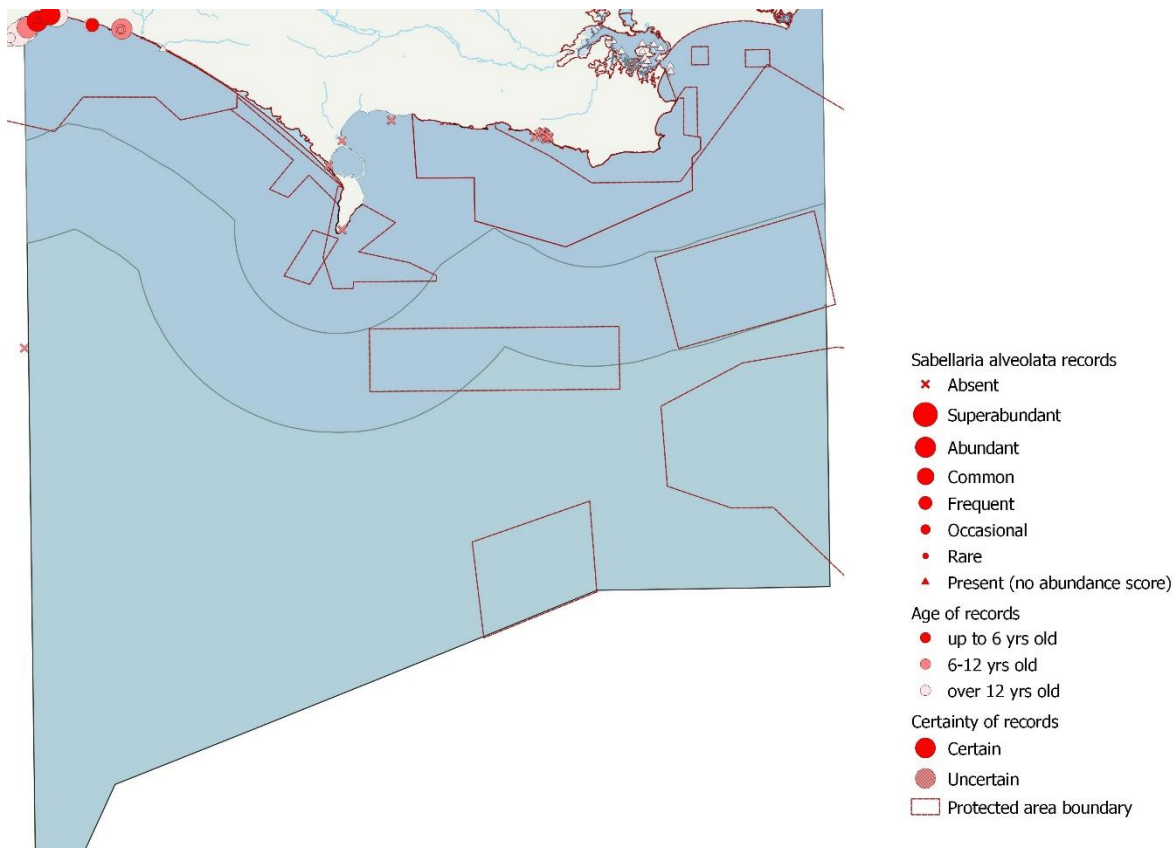 Sabellaria alveolata records
Absent
Superabundant
Abundant
Common
Frequent
Occasional
Rare
Present (no abundance score)
Age of records
up to 6 yrs old
6-12 yrs old
over 12 yrs old
Certainty of records
Certain
Uncertain
Protected area boundary